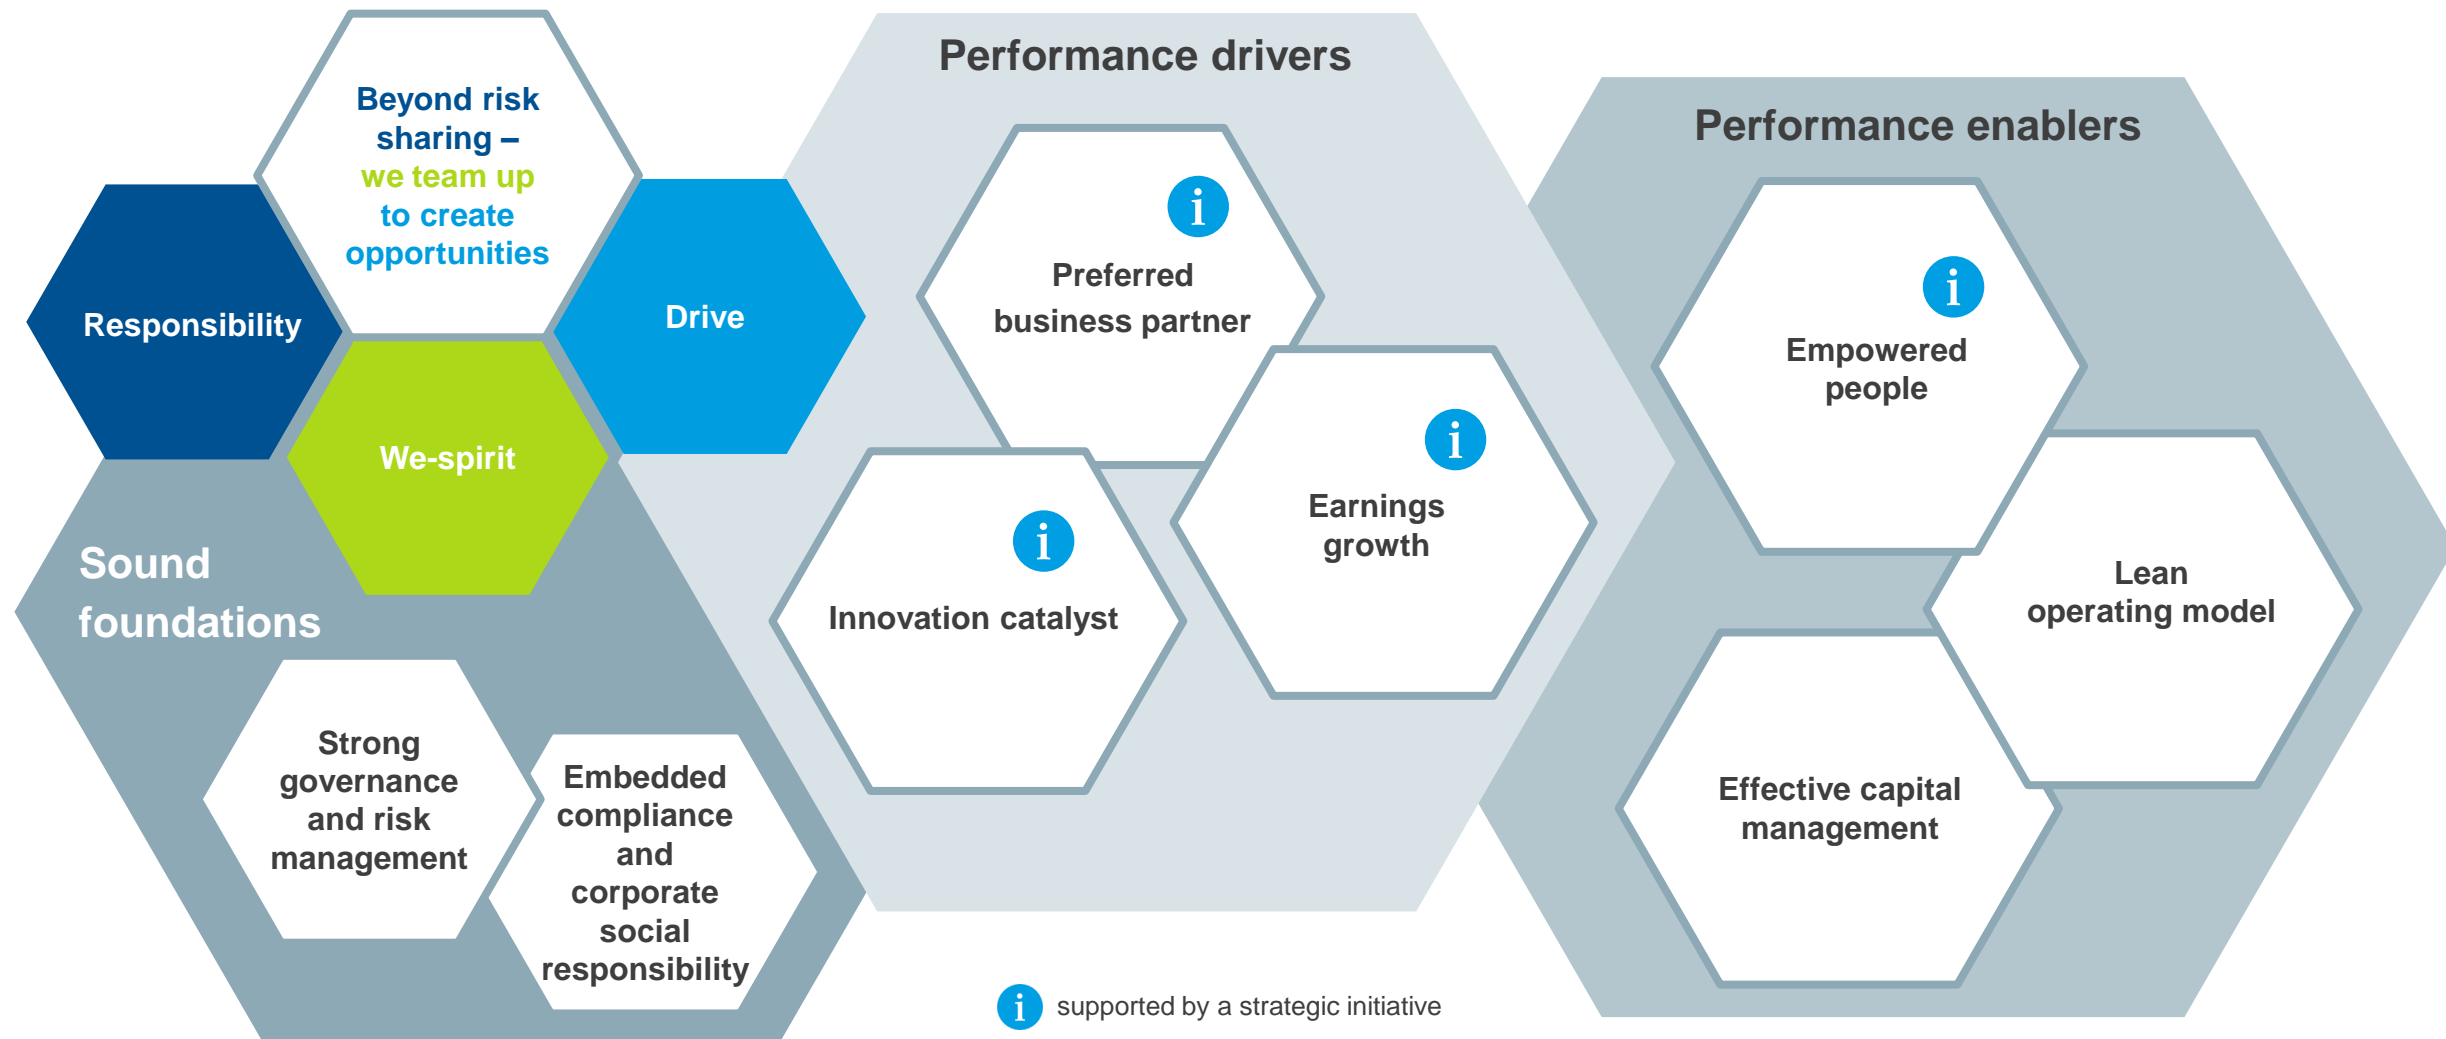 Beyond risk
sharing –
we team up
to create
opportunities
Responsibility
Drive
We-spirit
Sound
foundations
Strong
governance
and risk
management
Embedded
compliance
and
corporate
social
responsibility
Performance drivers
i
Preferred
business partner
i
Earnings
growth
i
Innovation catalyst
Performance enablers
i
Empowered
people
Lean
operating model
Effective capital
management
i supported by a strategic initiative